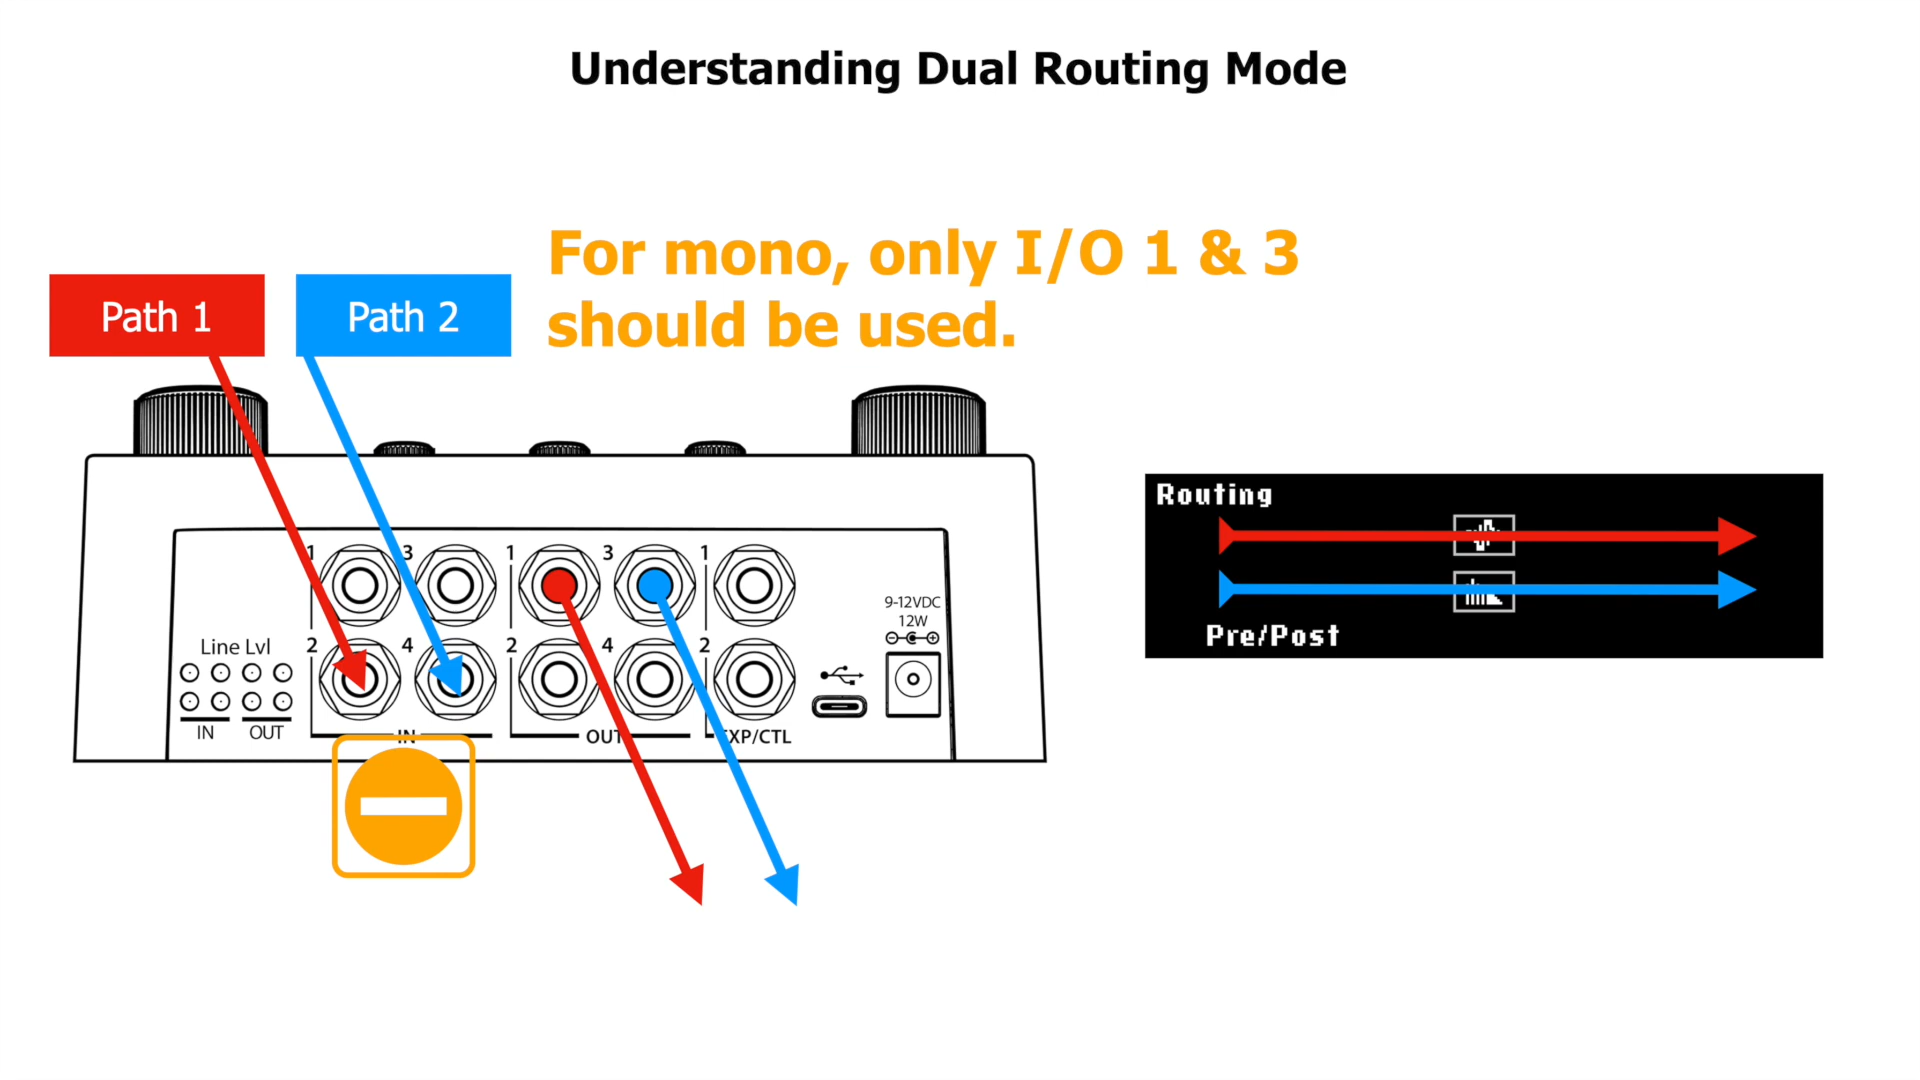 Understanding Dual Routing Mode
For mono, only I/O 1 & 3
should be used.
Path 1
Path 2
Routing
Pre/Post
1
3
1
3
1
2
4
2
4
2
9-12VDC
12W
Line Lvl
IN
OUT
IN
OUT
XP/CTL